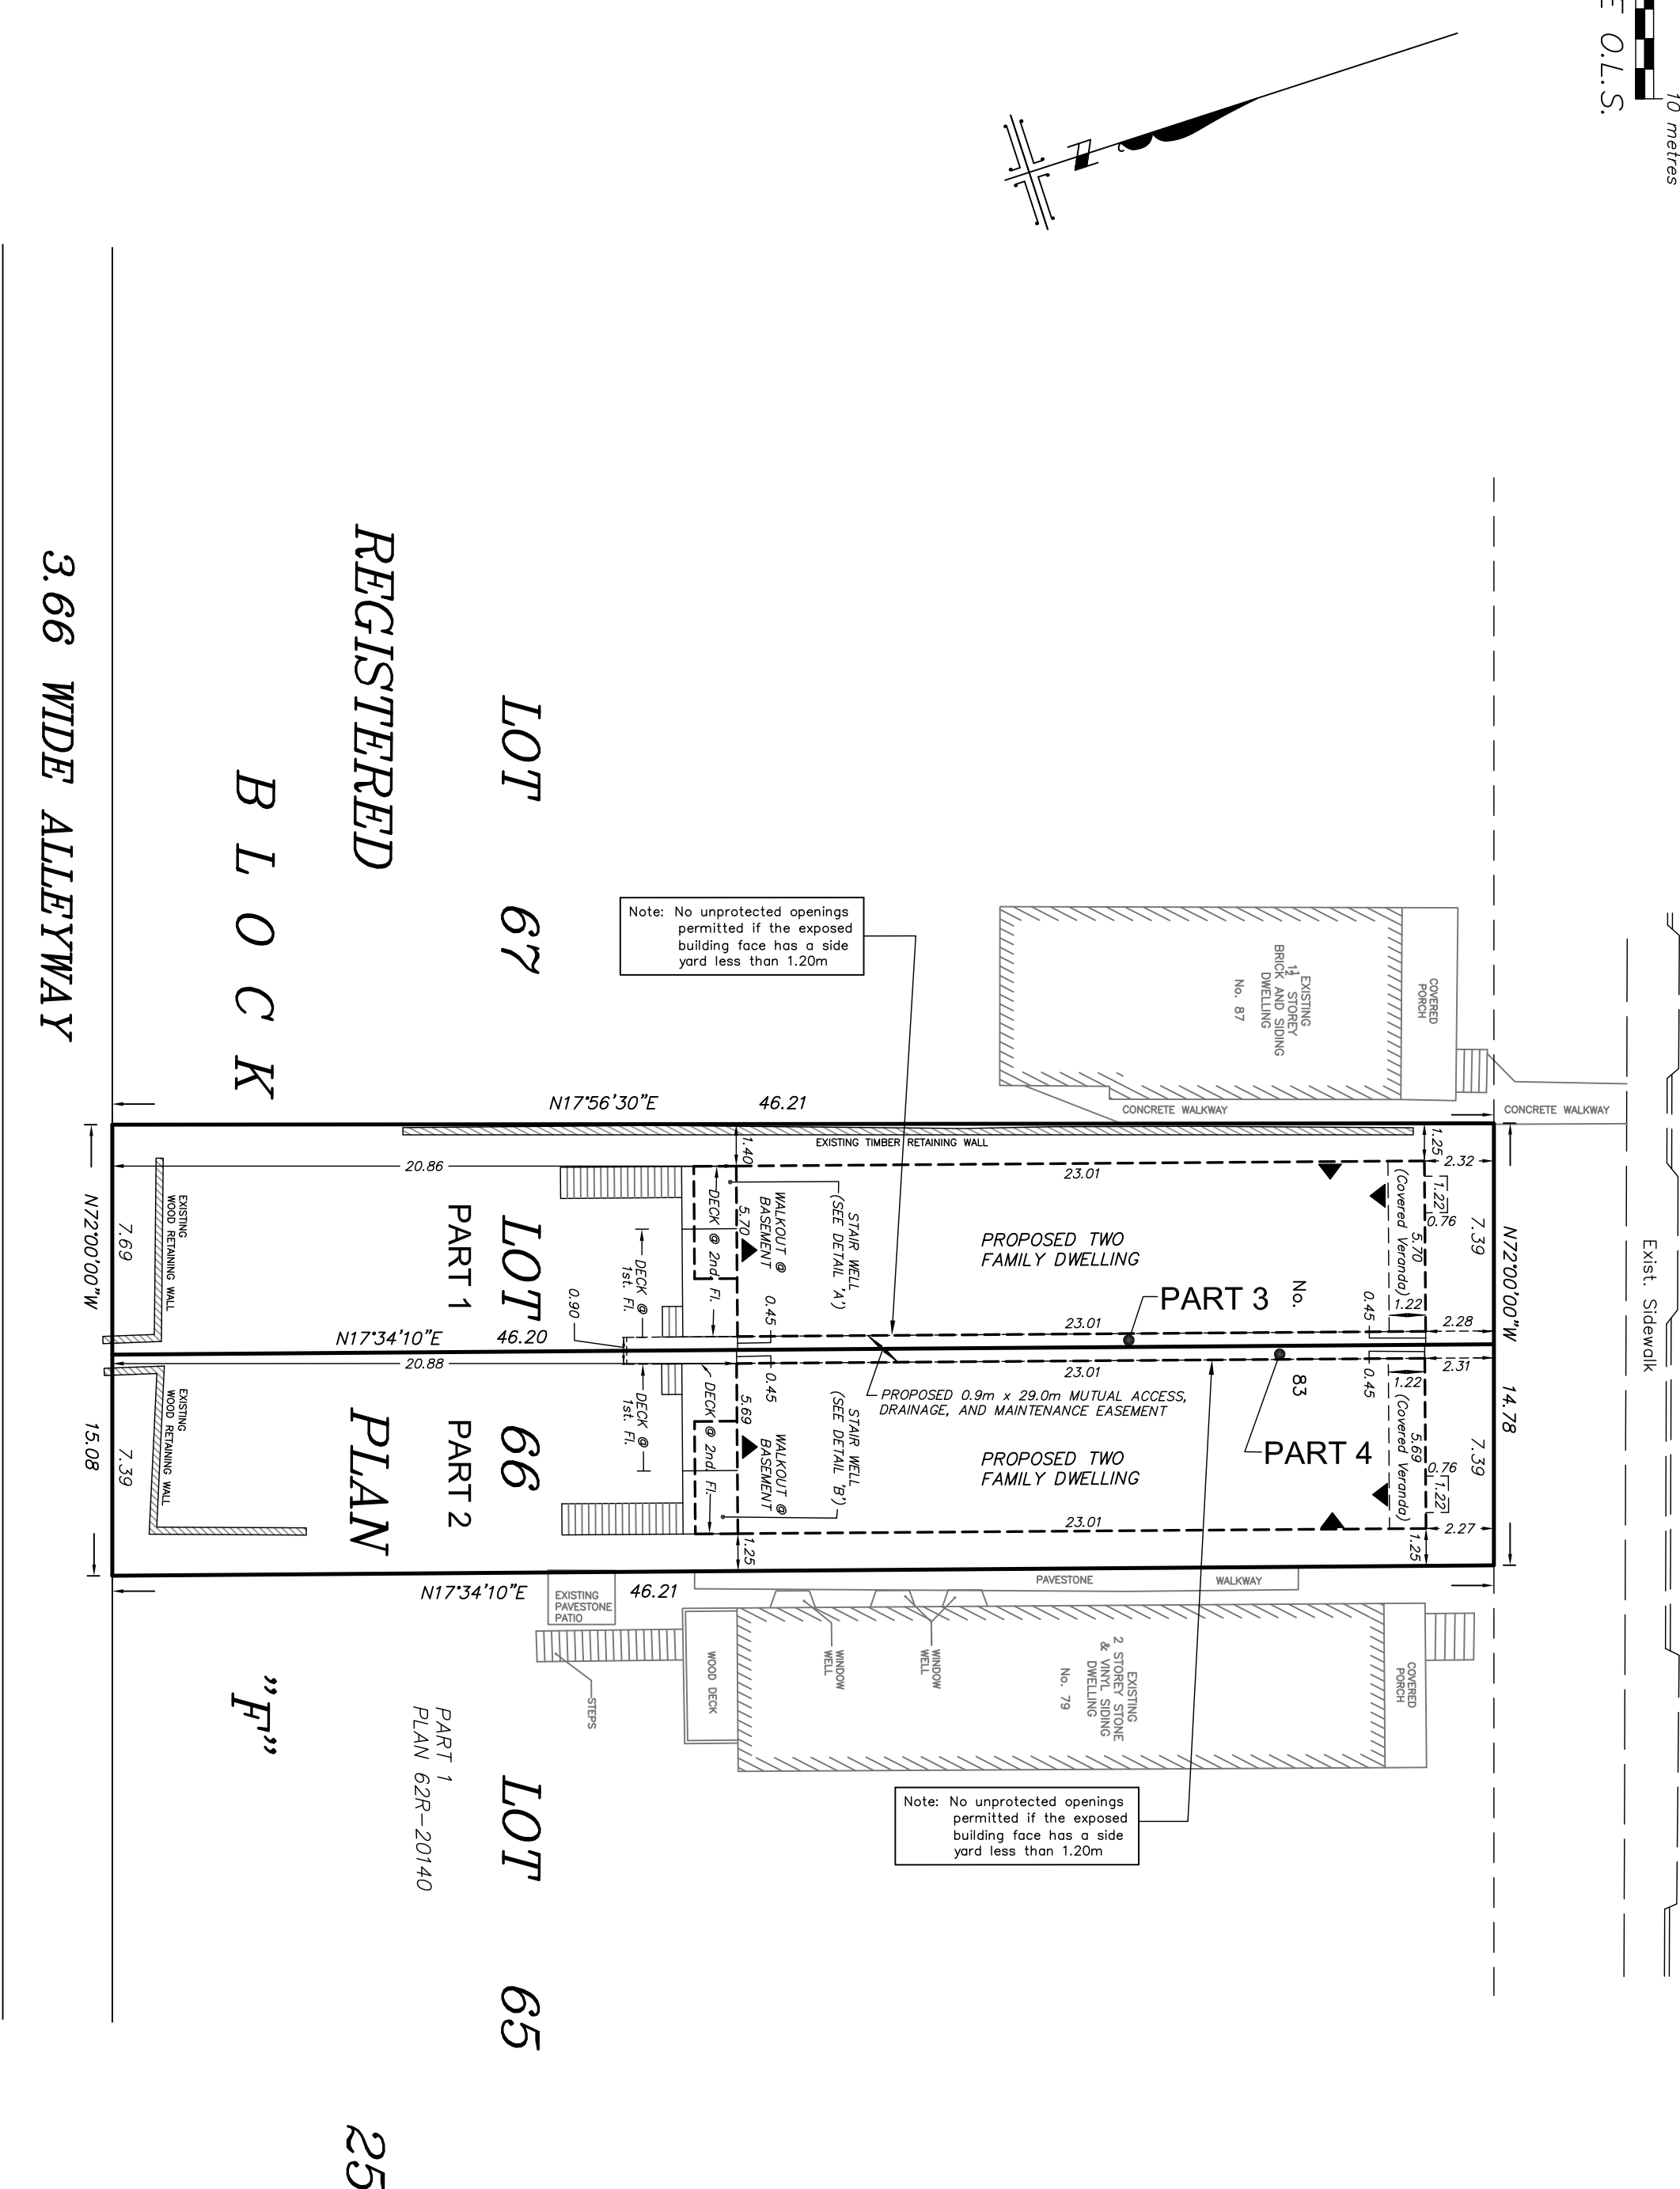 10 metres
O.L.S.
N
Exist. Sidewalk
3.66 WIDE ALLEYWAY
REGISTERED
BLOCK
LOT 67
Note: No unprotected openings
permitted if the exposed
building face has a side
yard less than 1.20m
COVERED
PORCH
EXISTING
1½ STOREY
BRICK AND SIDING
DWELLING
No. 87
CONCRETE WALKWAY
CONCRETE WALKWAY
N17°56'30"E
46.21
EXISTING TIMBER RETAINING WALL
1.40
1.25
2.32
20.86
23.01
1.22
0.76
7.39
N72°00'00"W
(Covered Veranda)
5.70
STAIR WELL
(SEE DETAIL 'A')
WALKOUT @
BASEMENT
5.70
DECK @ 2nd. Fl.
DECK @
1st. Fl.
PROPOSED TWO
FAMILY DWELLING
EXISTING
WOOD RETAINING WALL
7.69
N72°00'00"W
PART 1
LOT 66
0.90
0.45
PART 3
No.
0.45
1.22
2.28
23.01
N17°34'10"E
46.20
20.88
0.45
23.01
83
0.45
1.22
2.31
14.78
PROPOSED 0.9m x 29.0m MUTUAL ACCESS,
DRAINAGE, AND MAINTENANCE EASEMENT
(Covered Veranda)
5.69
7.39
0.76
1.22
PART 4
PROPOSED TWO
FAMILY DWELLING
STAIR WELL
(SEE DETAIL 'B')
WALKOUT @
BASEMENT
5.69
DECK @ 2nd. Fl.
DECK @
1st. Fl.
EXISTING
WOOD RETAINING WALL
15.08
7.39
PART 2
PLAN
23.01
2.27
1.25
1.25
N17°34'10"E
46.21
EXISTING
PAVESTONE
PATIO
PAVESTONE
WALKWAY
WOOD DECK
STEPS
WINDOW
WELL
WINDOW
WELL
EXISTING
2 STOREY STONE
& VINYL SIDING
DWELLING
No. 79
COVERED
PORCH
"F"
PART 1
PLAN 62R-20140
LOT 65
Note: No unprotected openings
permitted if the exposed
building face has a side
yard less than 1.20m
25